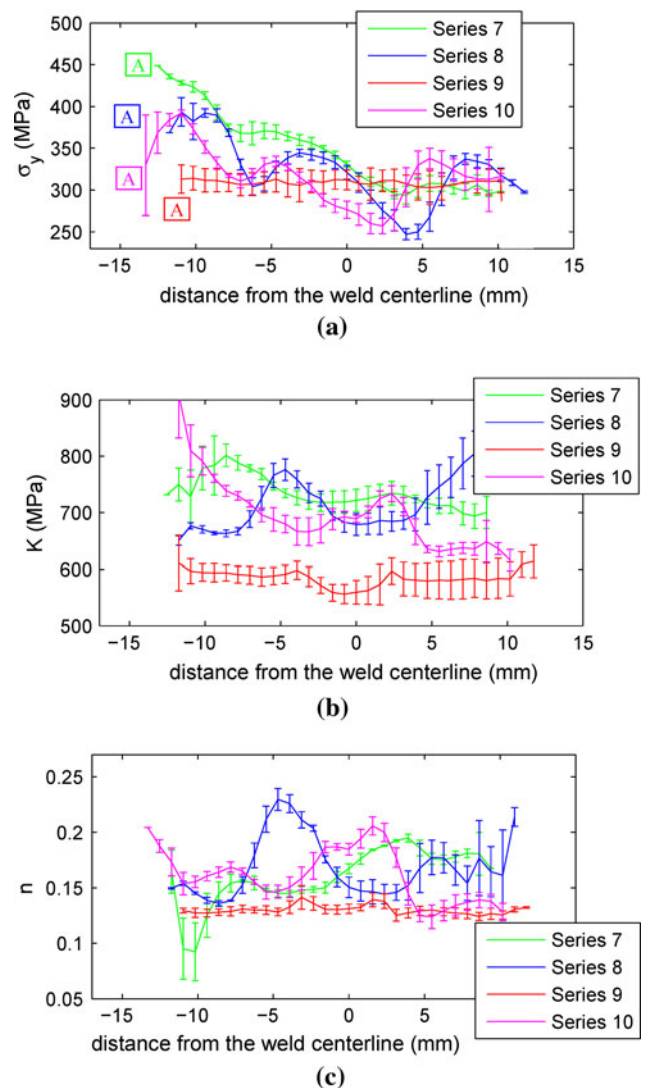 500
450
400
350
300
250
σy (MPa)
A
A
A
A
Series 7
Series 8
Series 9
Series 10
−15 −10 −5 0 5 10 15
distance from the weld centerline (mm)
(a)
900
800
700
600
500
K (MPa)
Series 7
Series 8
Series 9
Series 10
−15 −10 −5 0 5 10 15
distance from the weld centerline (mm)
(b)
0.25
0.2
0.15
0.1
0.05
n
Series 7
Series 8
Series 9
Series 10
−15 −10 −5 0 5
distance from the weld centerline (mm)
(c)